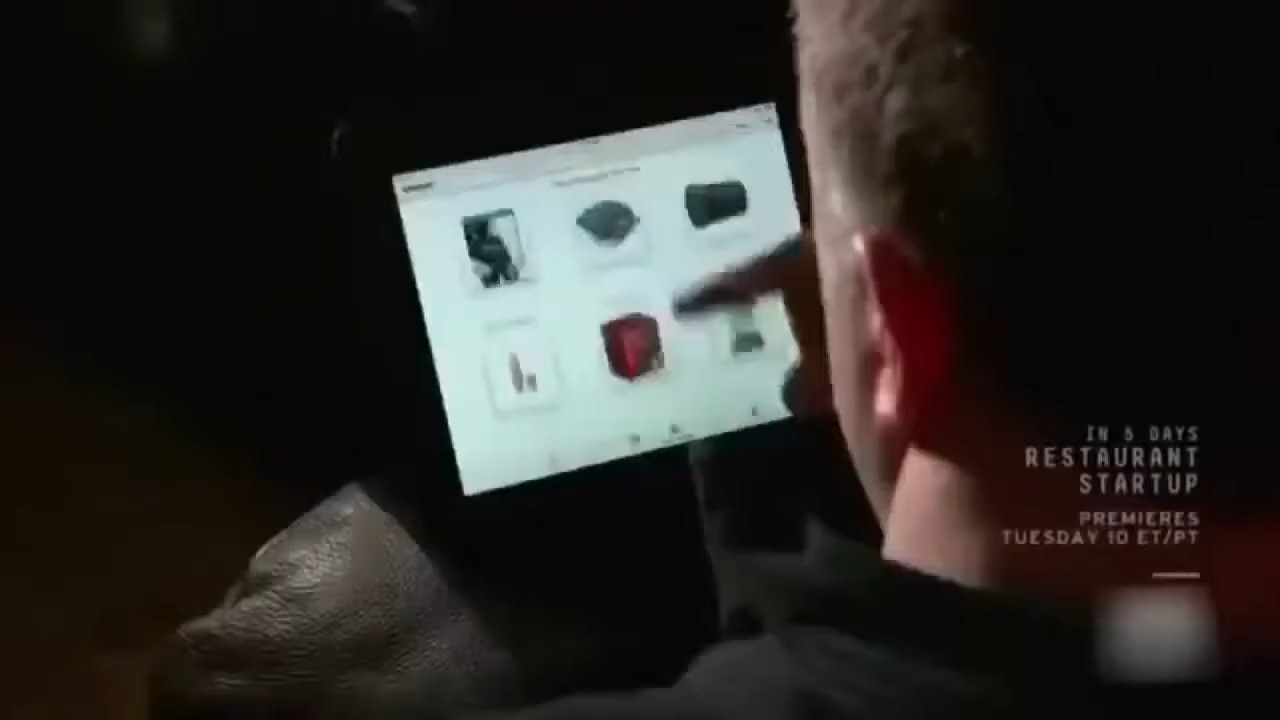 IN 5 DAYS
RESTAURANT
STARTUP
PREMIERES
TUESDAY 10 ET/PT